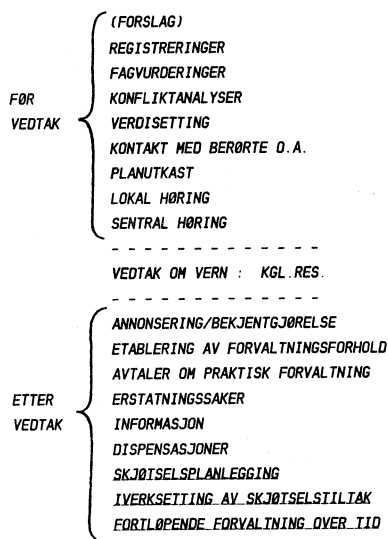 (FORSLAG)
REGISTRERINGER
FAGVURDERINGER
FØR
KONFLIKTANALYSER
VEDTAK
VERDISETTING
KONTAKT MED BERØRTE O.A.
PLANUTKAST
LOKAL HØRING
SENTRAL HØRING
VEDTAK OM VERN : KGL.RES.
ANNONSERING/BEKJENTGJØRELSE
ETABLERING AV FORVALTNINGSFORHOLD
AVTALER OM PRAKTISK FORVALTNING
ETTER
ERSTATNINGSSAKER
VEDTAK
INFORMASJON
DISPENSASJONER
SKJØTSELSPLANLEGGING
IVERKSETTING AV SKJØTSELSTILTAK
FORTLØPENDE FORVALTNING OVER TID